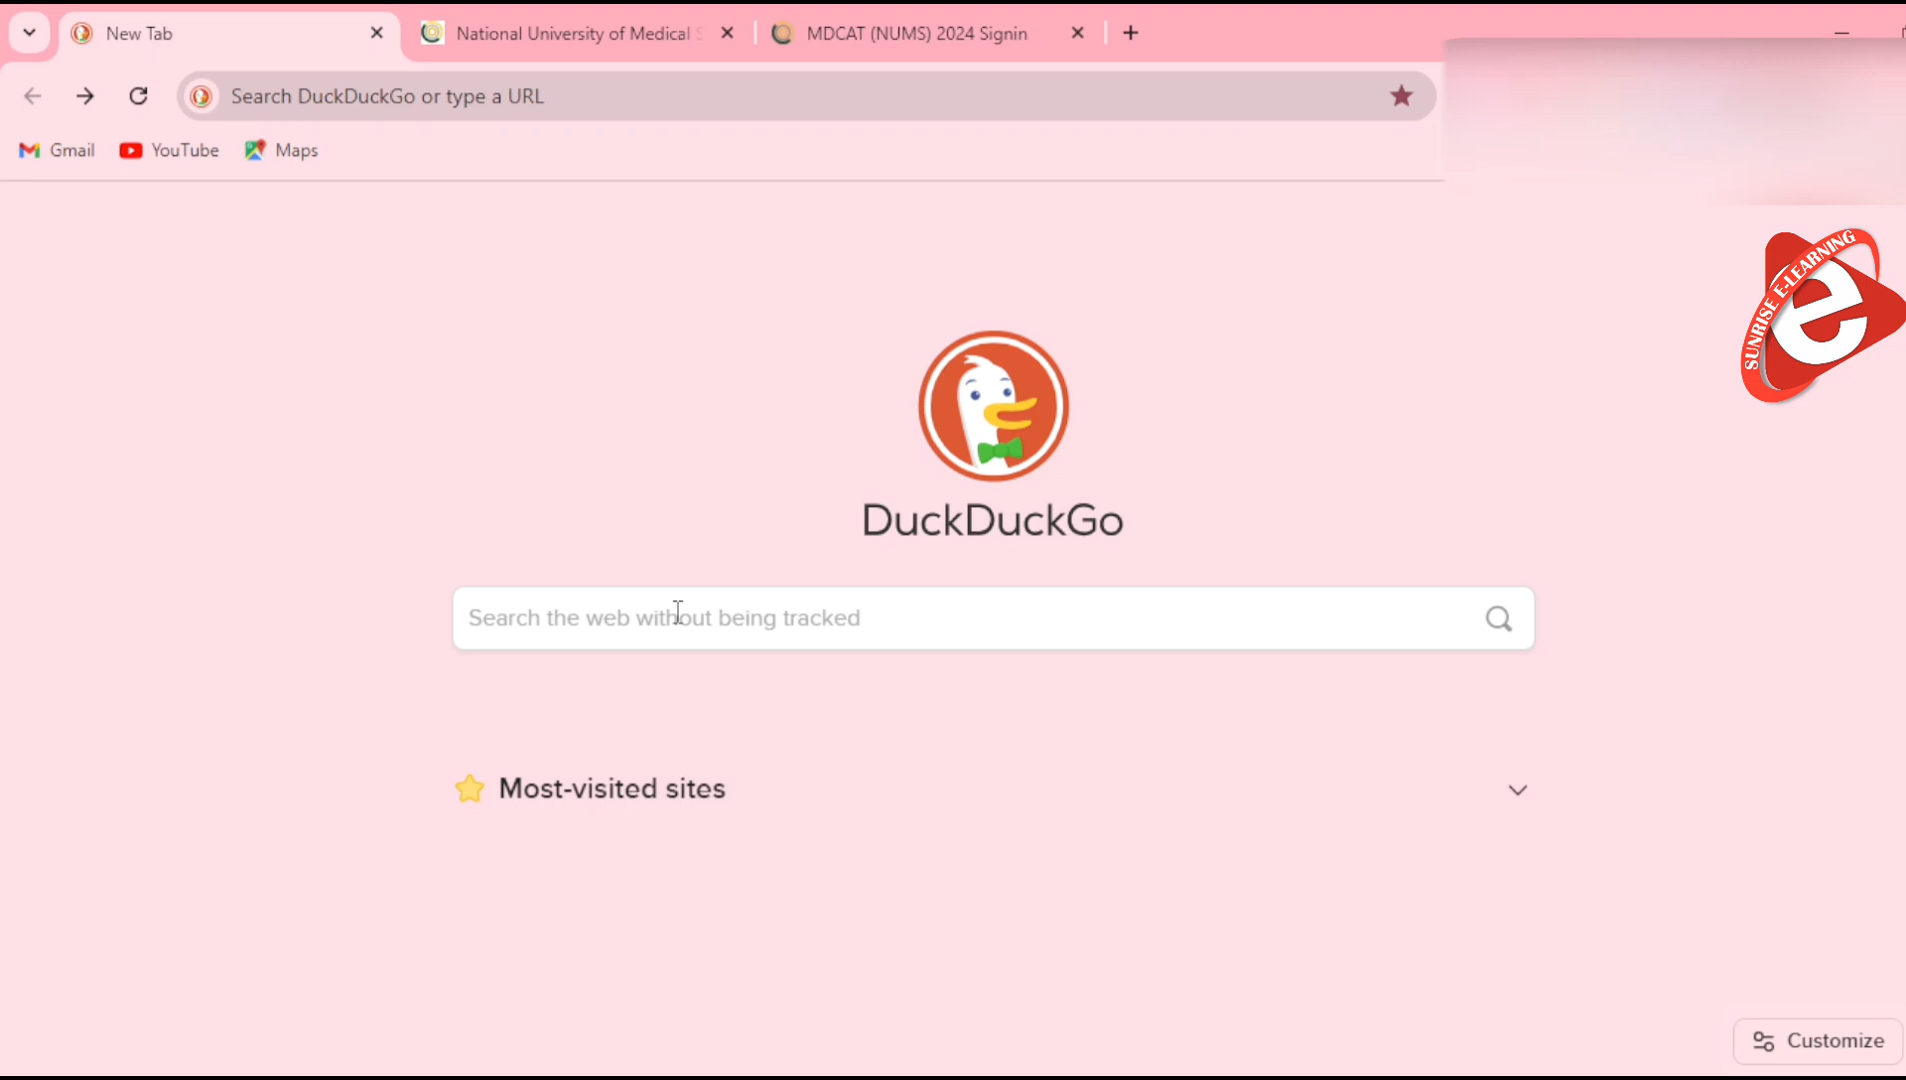 New Tab
National University of Medical S
MDCAT (NUMS) 2024 Signin
Search DuckDuckGo or type a URL
Gmail
YouTube
Maps
SUNRISE E-LEARNING
e
DuckDuckGo
Search the web without being tracked
Most-visited sites
Customize